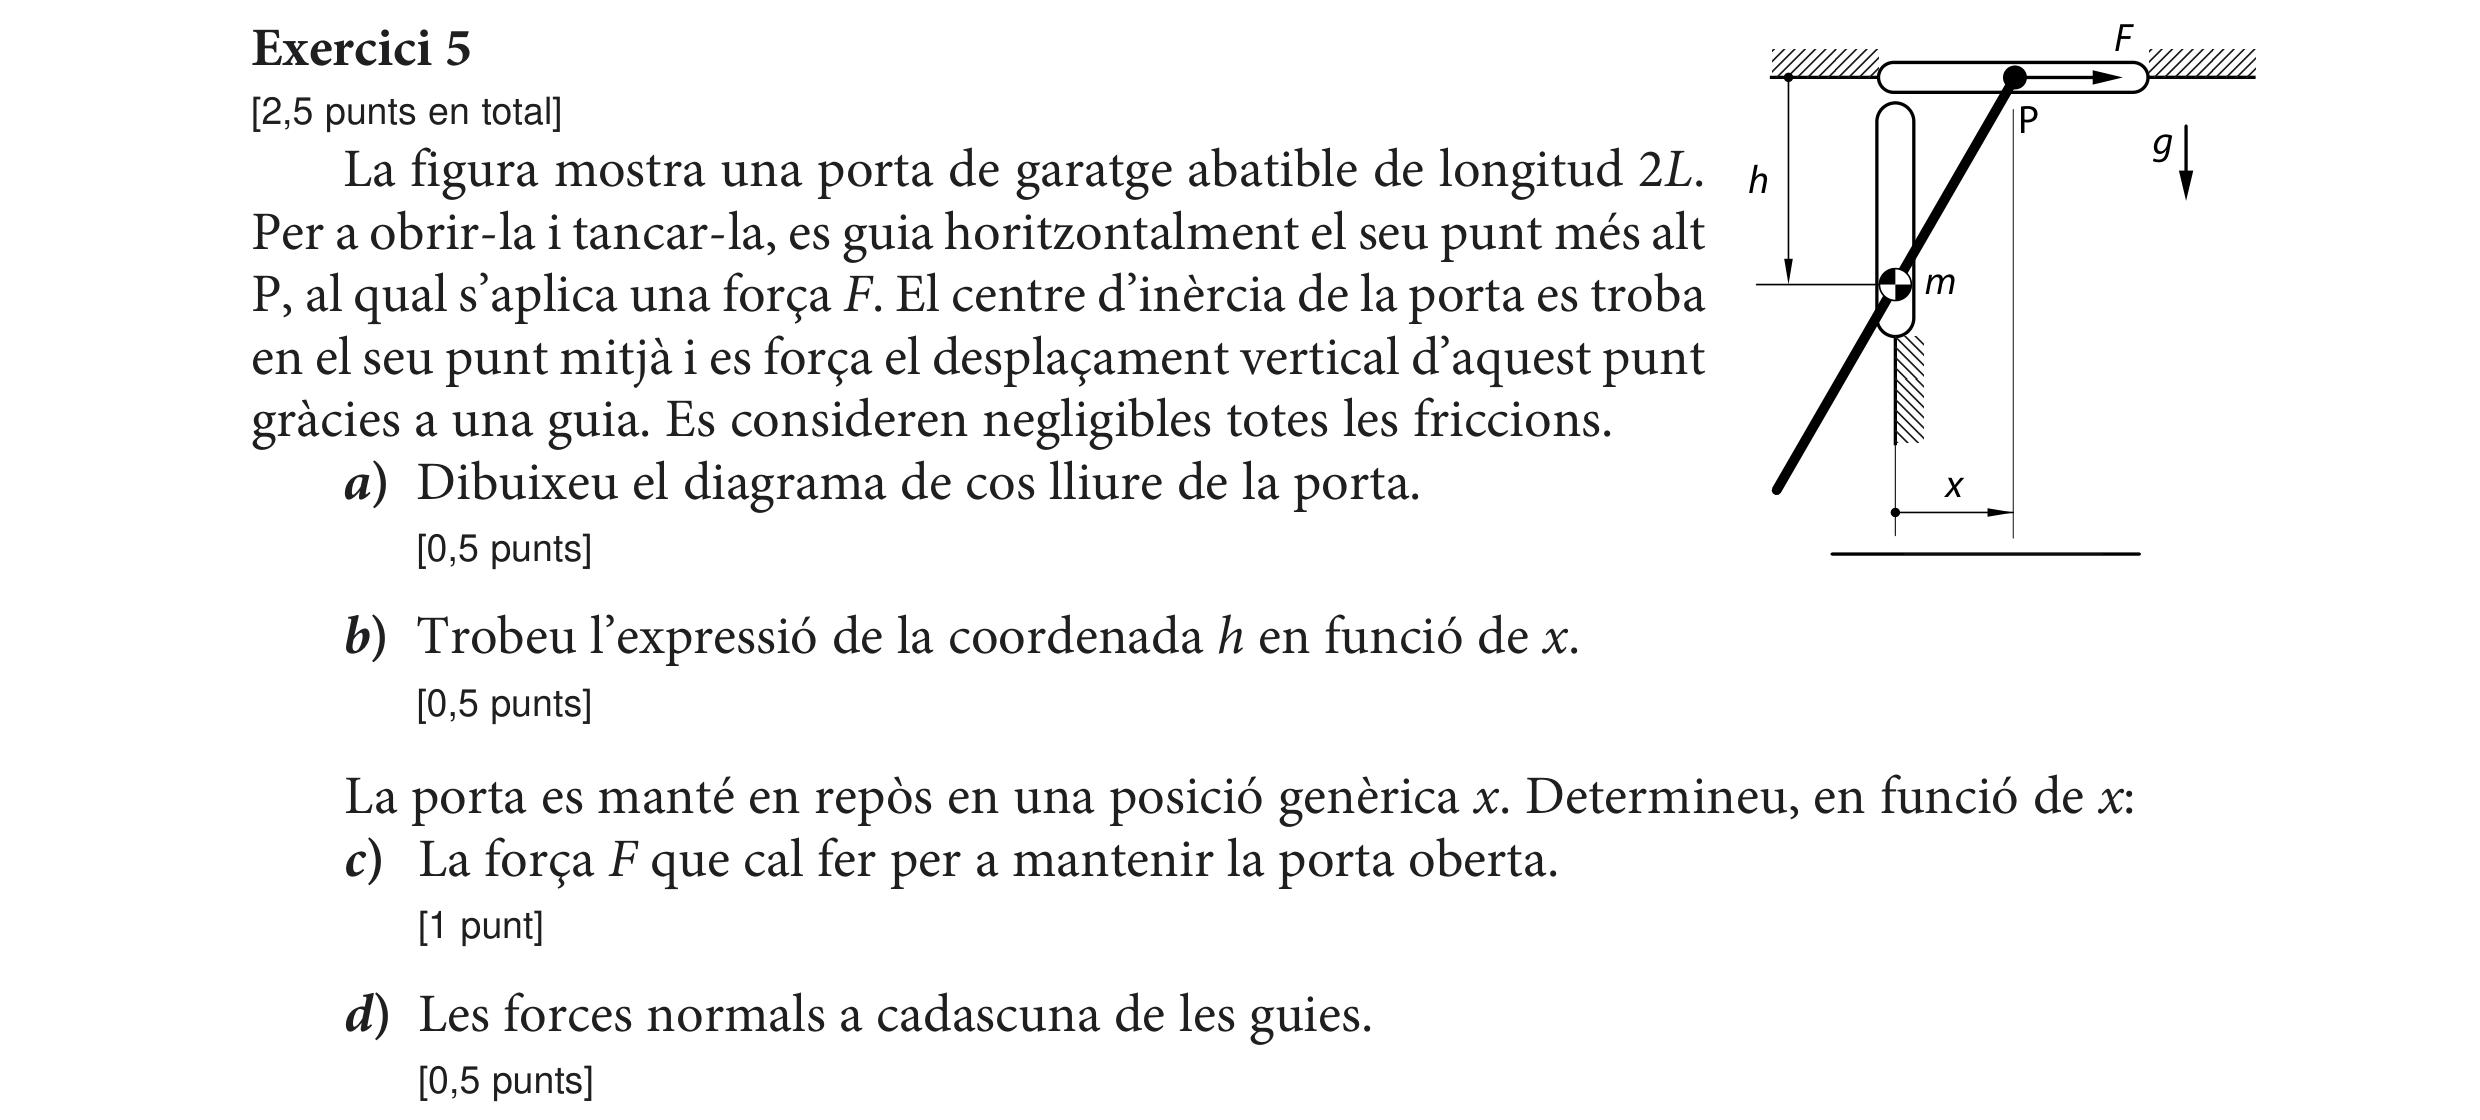 Exercici 5
[2,5 punts en total]
La figura mostra una porta de garatge abatible de longitud 2L.
Per a obrir-la i tancar-la, es guia horitzontalment el seu punt més alt
P, al qual s’aplica una força F. El centre d’inèrcia de la porta es troba
en el seu punt mitjà i es força el desplaçament vertical d’aquest punt
gràcies a una guia. Es consideren negligibles totes les friccions.
a) Dibuixeu el diagrama de cos lliure de la porta.
[0,5 punts]
b) Trobeu l’expressió de la coordenada h en funció de x.
[0,5 punts]
La porta es manté en repòs en una posició genèrica x. Determineu, en funció de x:
c) La força F que cal fer per a mantenir la porta oberta.
[1 punt]
d) Les forces normals a cadascuna de les guies.
[0,5 punts]
F
P
g
h
m
x